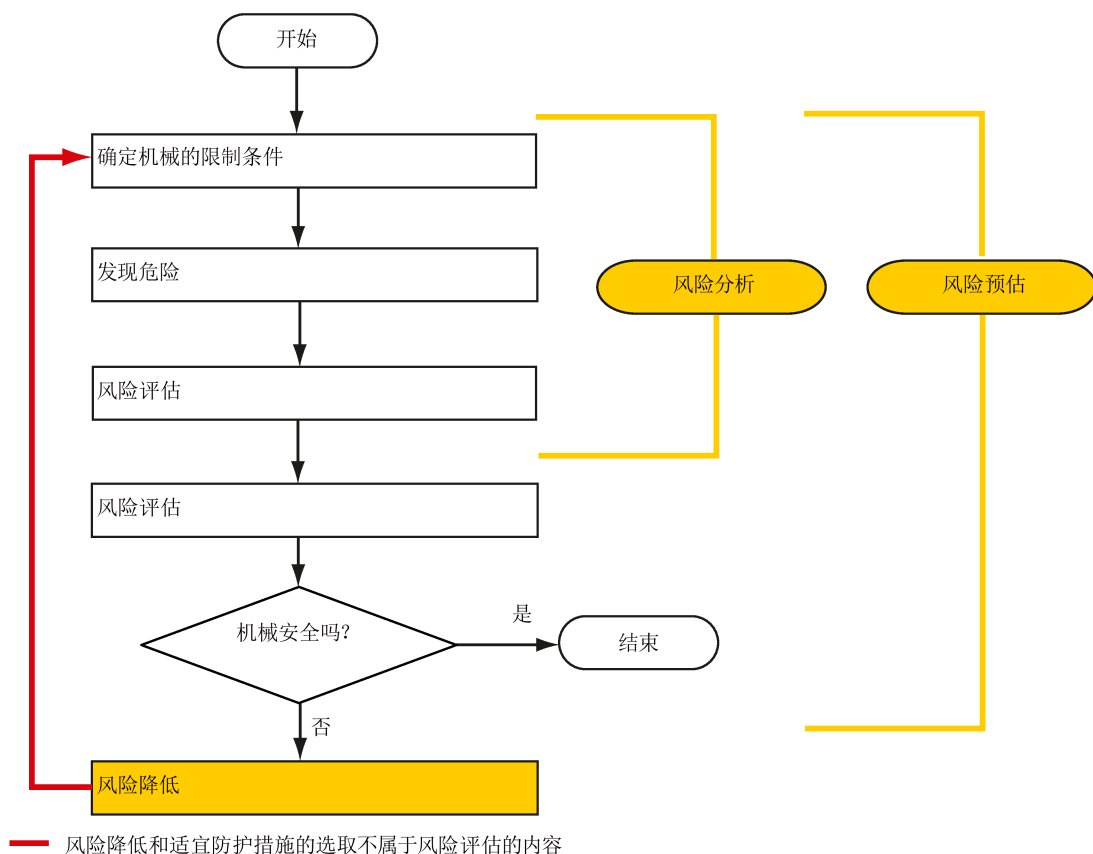 开始
确定机械的限制条件
发现危险
风险分析
风险预估
风险评估
风险评估
机械安全吗?
是
结束
否
风险降低
风险降低和适宜防护措施的选取不属于风险评估的内容